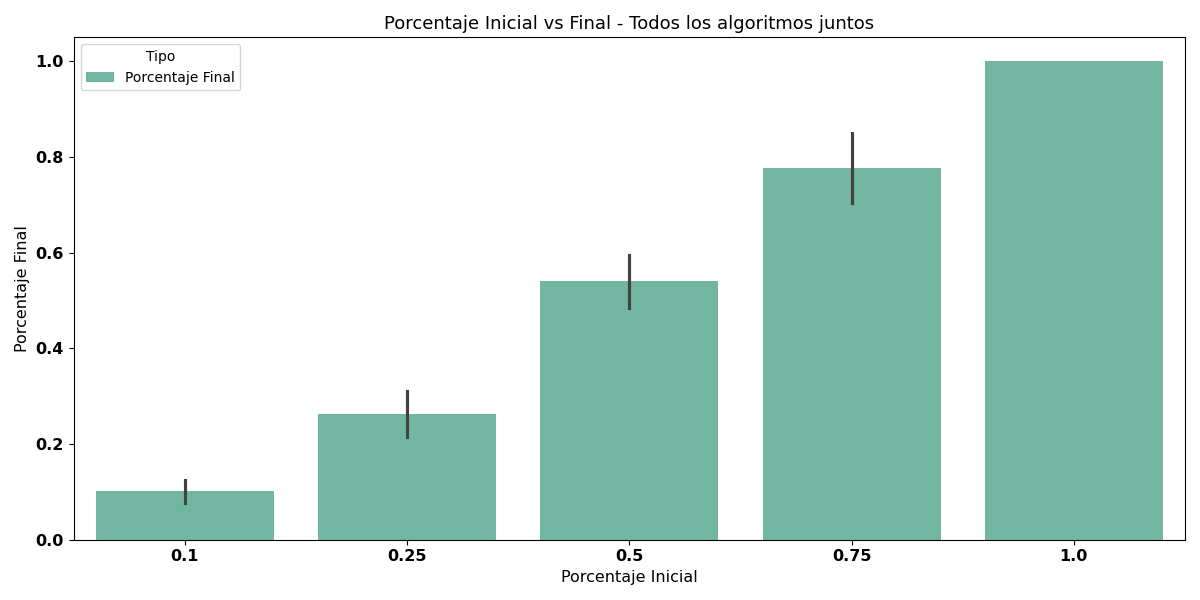 Porcentaje Inicial vs Final - Todos los algoritmos juntos
Tipo
Porcentaje Final
Porcentaje Final
1.0
0.8
0.6
0.4
0.2
0.0
0.1 0.25 0.5 0.75 1.0
Porcentaje Inicial